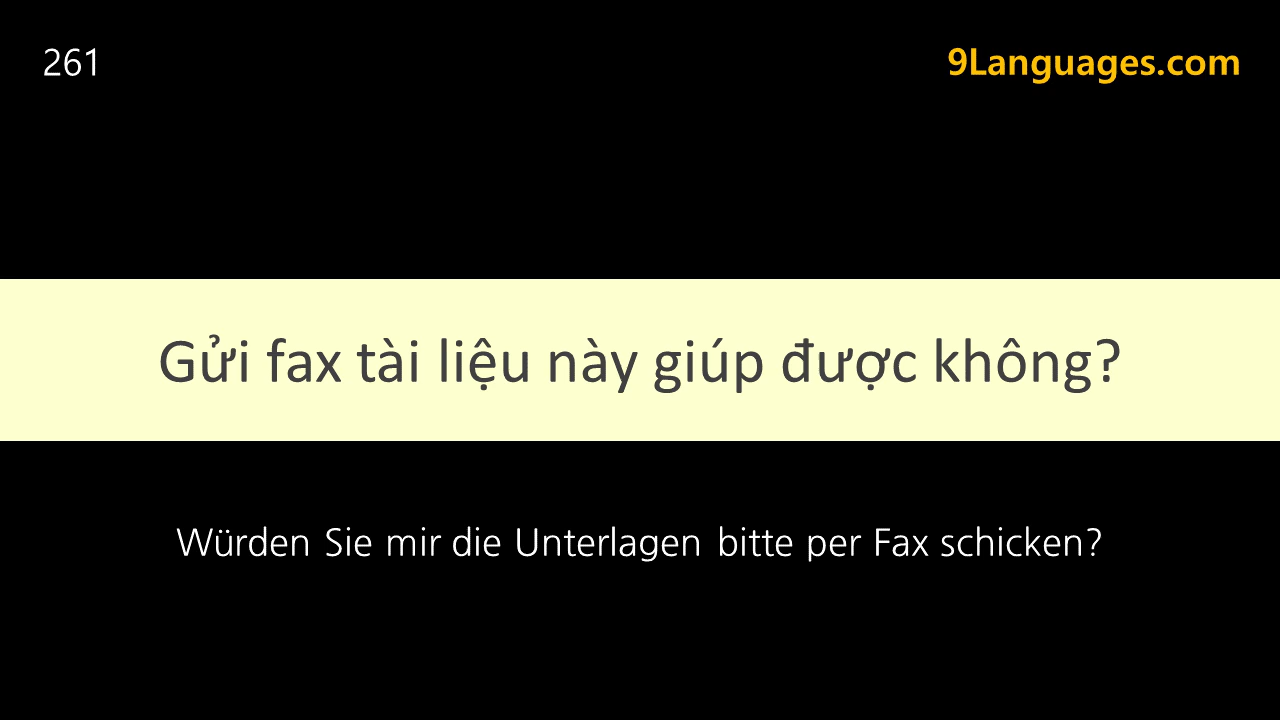 261
9Languages.com
Gửi fax tài liệu này giúp được không?
Würden Sie mir die Unterlagen bitte per Fax schicken?